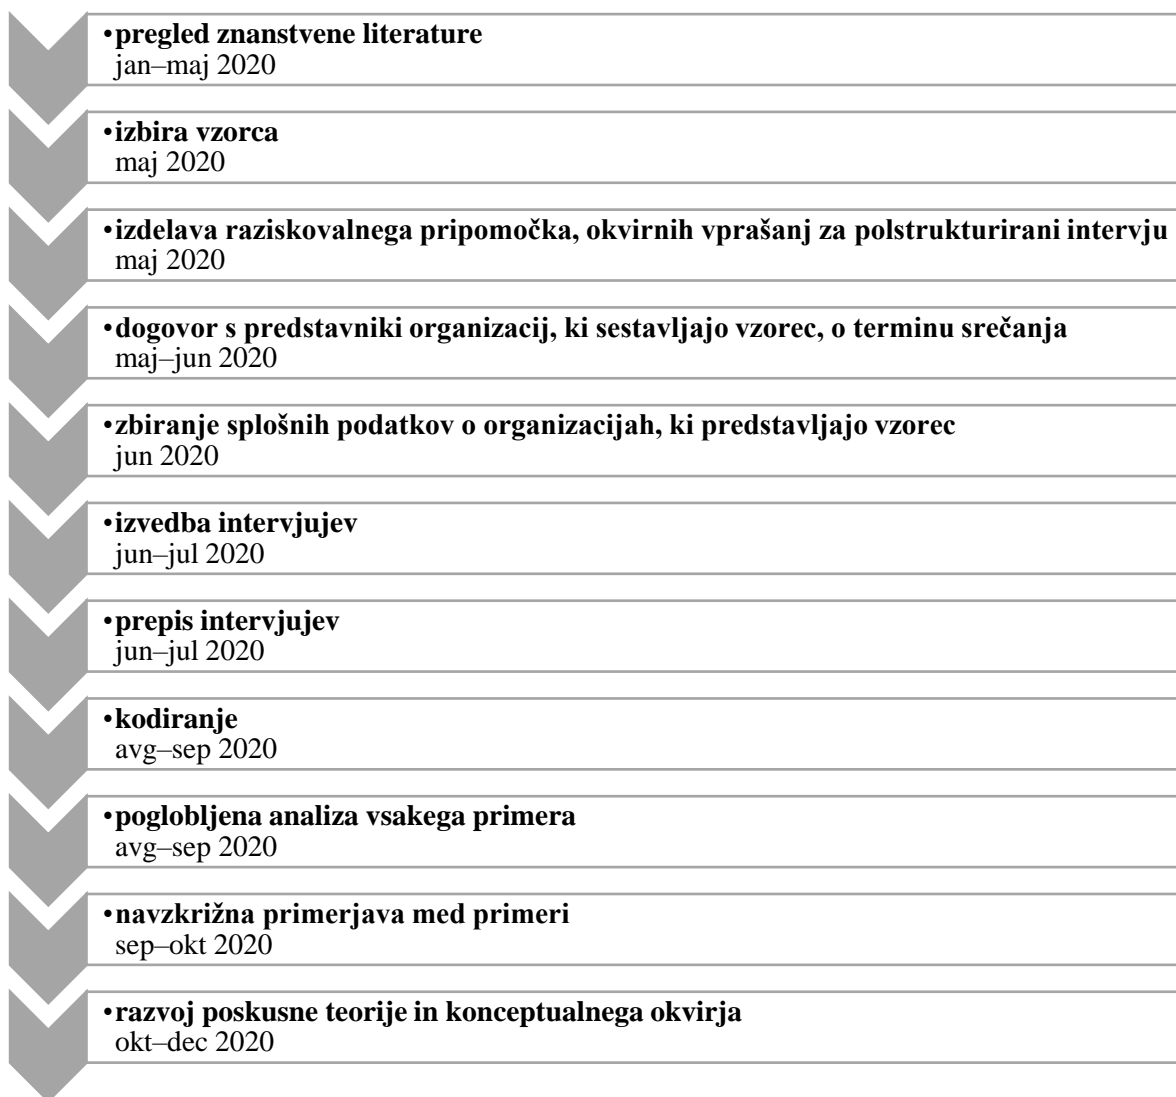 •pregled znanstvene literature
jan–maj 2020
•izbira vzorca
maj 2020
•izdelava raziskovalnega pripomočka, okvirnih vprašanj za polstrukturirani intervju
maj 2020
•dogovor s predstavniki organizacij, ki sestavljajo vzorec, o terminu srečanja
maj–jun 2020
•zbiranje splošnih podatkov o organizacijah, ki predstavljajo vzorec
jun 2020
•izvedba intervjujev
jun–jul 2020
•prepis intervjujev
jun–jul 2020
•kodiranje
avg–sep 2020
•poglobljena analiza vsakega primera
avg–sep 2020
•navzkrižna primerjava med primeri
sep–okt 2020
•razvoj poskusne teorije in konceptualnega okvirja
okt–dec 2020